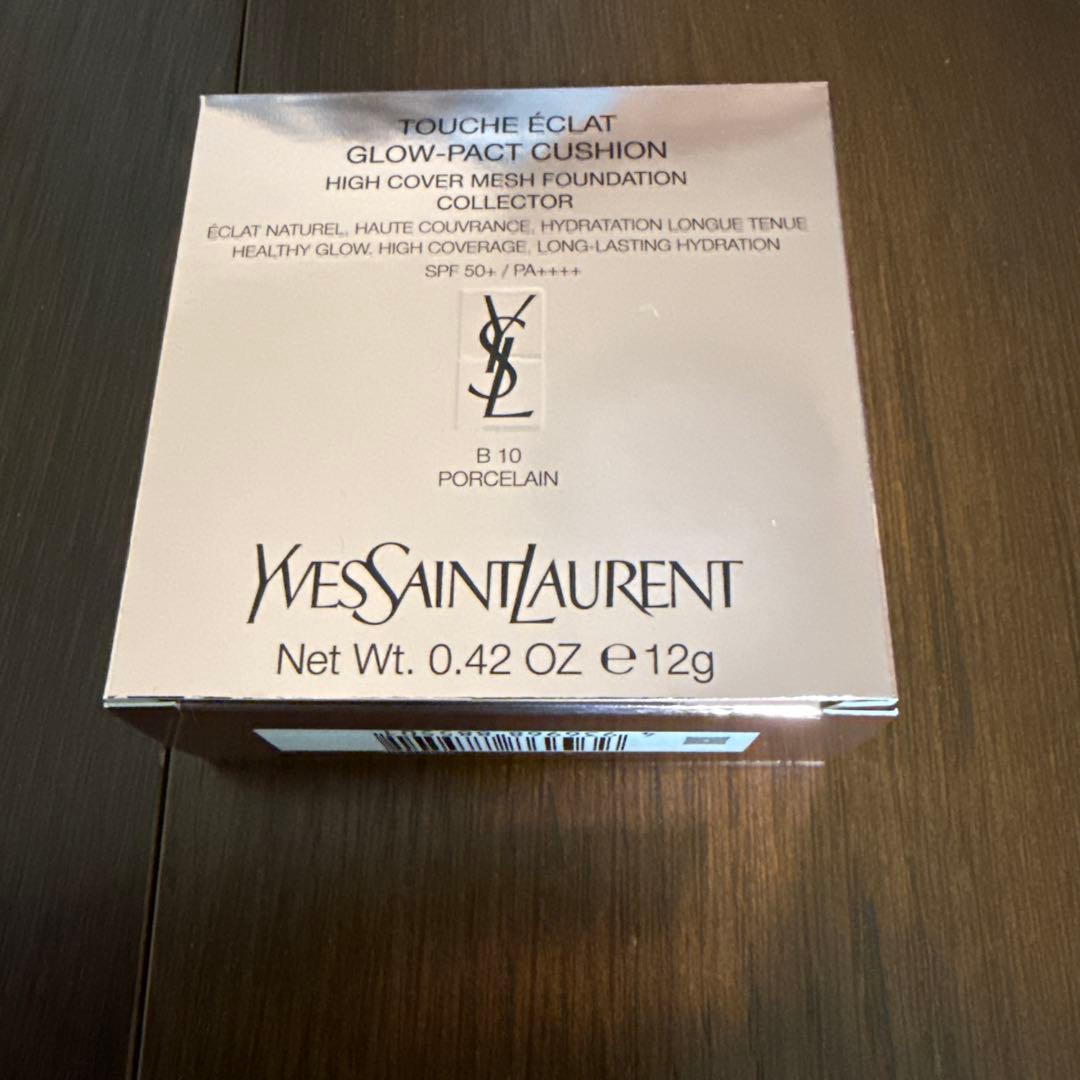 TOUCHE ÉCLAT
GLOW-PACT CUSHION
HIGH COVER MESH FOUNDATION
COLLECTOR
ÉCLAT NATUREL, HAUTE COUVRANCE, HYDRATATION LONGUE TENUE
HEALTHY GLOW, HIGH COVERAGE, LONG-LASTING HYDRATION
SPF 50+ / PA++++
YSL
B 10
PORCELAIN
YVESSAINTLAURENT
Net Wt. 0.42 OZ ℮12g